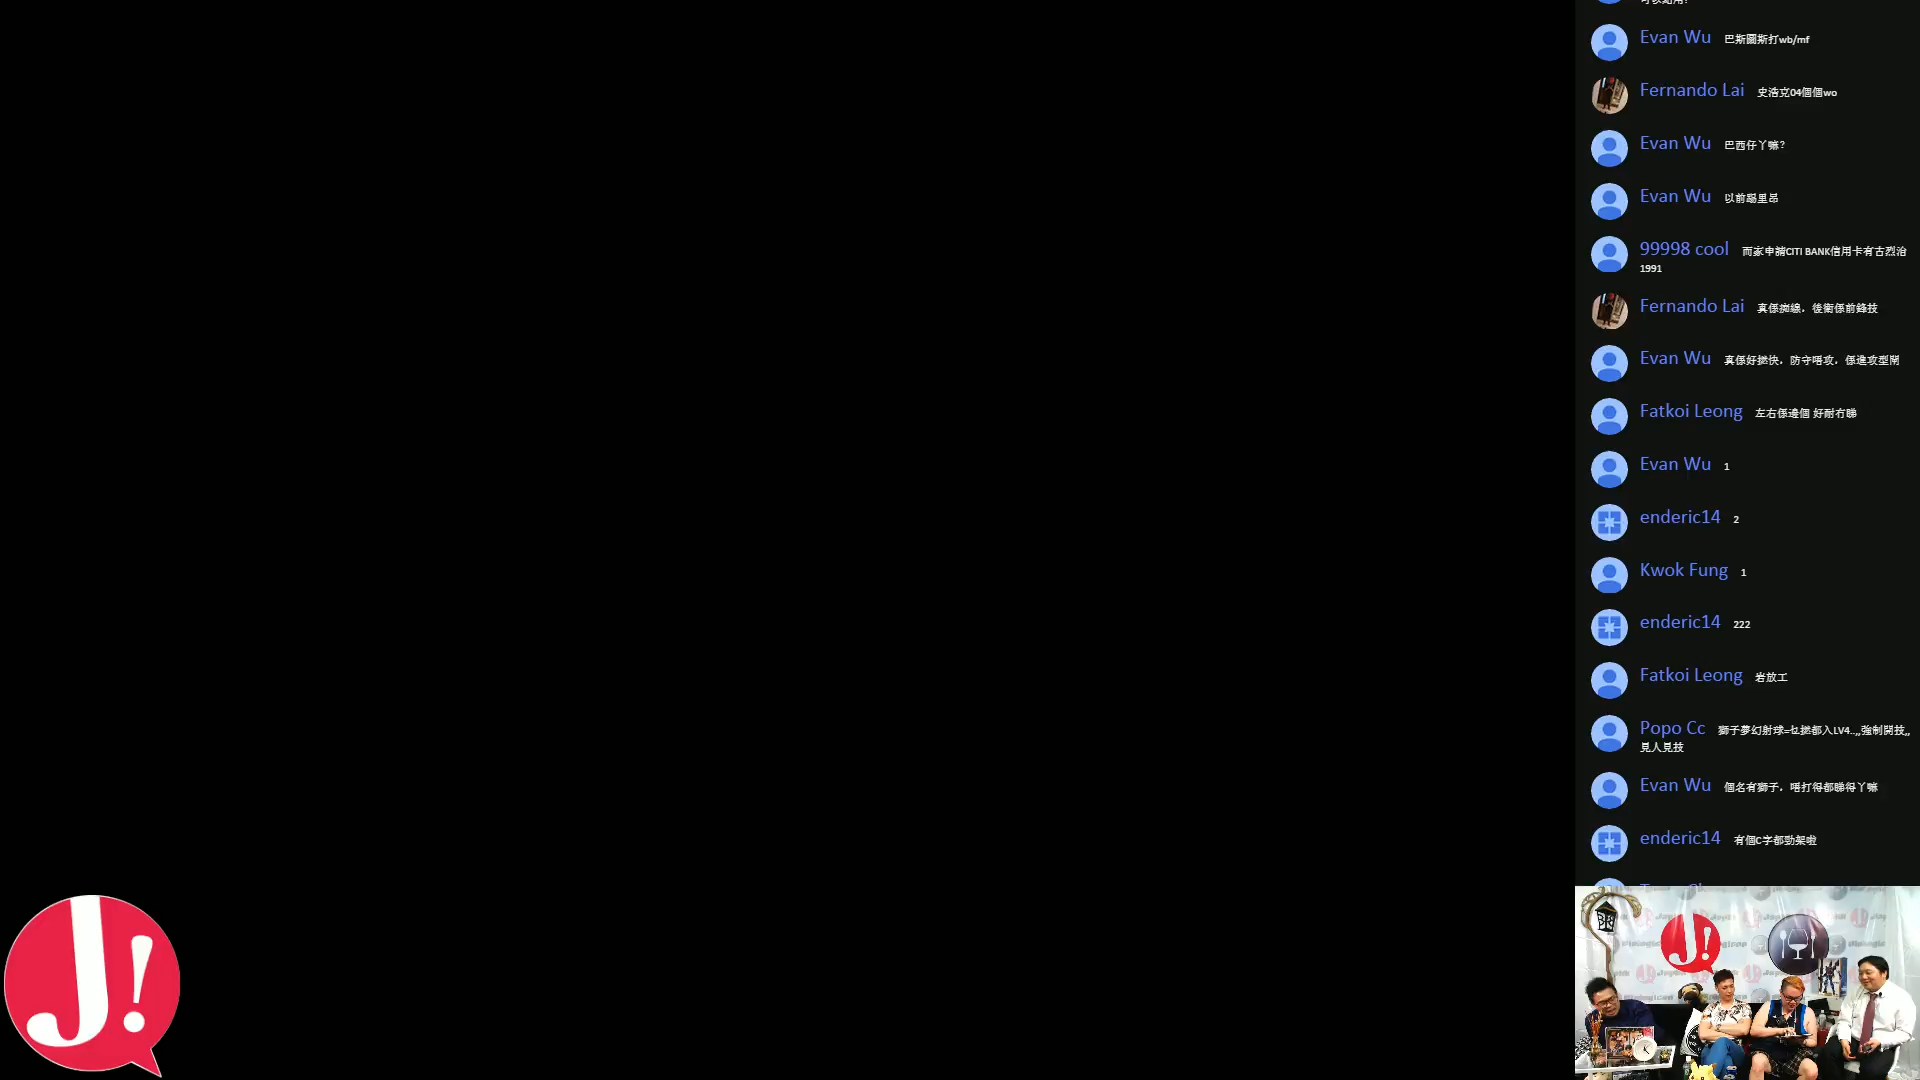 Evan Wu 巴斯圖斯打wb/mf
Fernando Lai 史浩克04個個wo
Evan Wu 巴西仔丫嘛?
Evan Wu 以前踢里昂
99998 cool 而家申請CITI BANK信用卡有古烈治
1991
Fernando Lai 真係痴線，後衛係前鋒技
Evan Wu 真係好搓快，防守唔攻，係進攻型閘
Fatkoi Leong 左右係邊個 好耐冇睇
Evan Wu 1
enderic14 2
Kwok Fung 1
enderic14 222
Fatkoi Leong 岩放工
Popo Cc 獅子夢幻射球=乜搓都入LV4..,,強制開技,,
見人見技
Evan Wu 個名有獅子，唔打得都睇得丫嘛
enderic14 有個C字都勁架啦
J!
J!